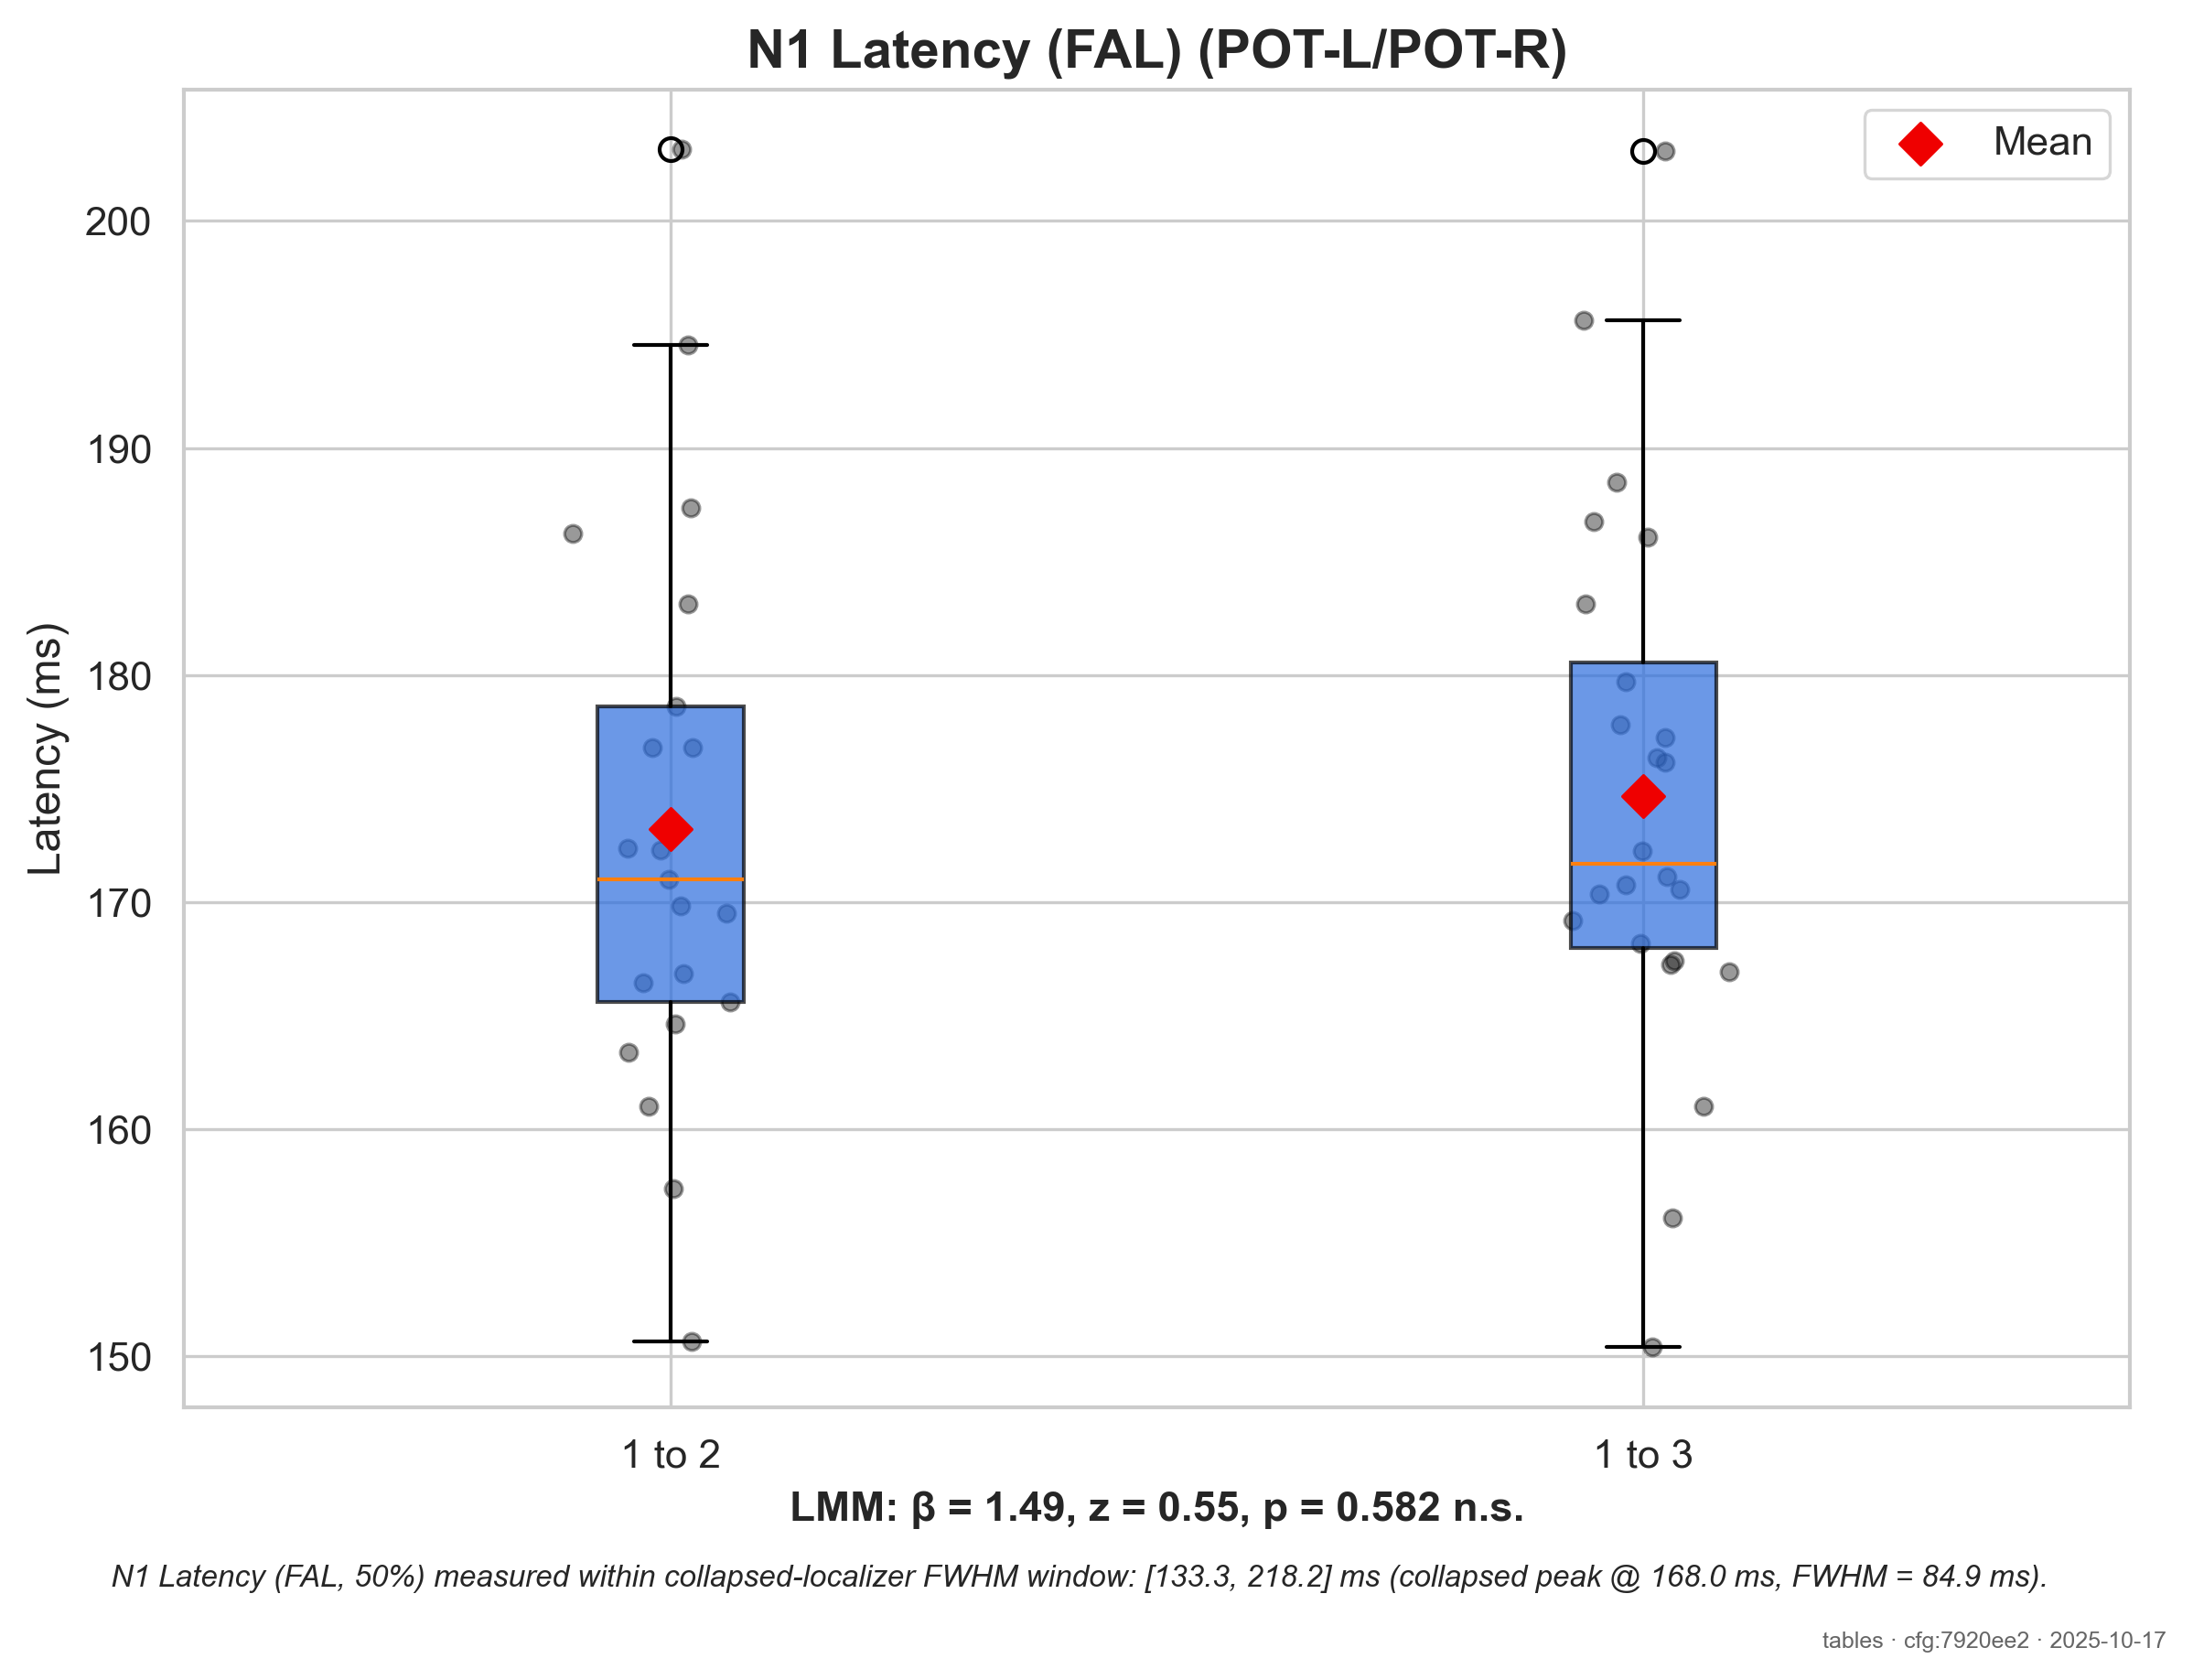 N1 Latency (FAL) (POT-L/POT-R)
Mean
Latency (ms)
200
190
180
170
160
150
1 to 2
1 to 3
LMM: β = 1.49, z = 0.55, p = 0.582 n.s.
N1 Latency (FAL, 50%) measured within collapsed-localizer FWHM window: [133.3, 218.2] ms (collapsed peak @ 168.0 ms, FWHM = 84.9 ms).
tables · cfg:7920ee2 · 2025-10-17